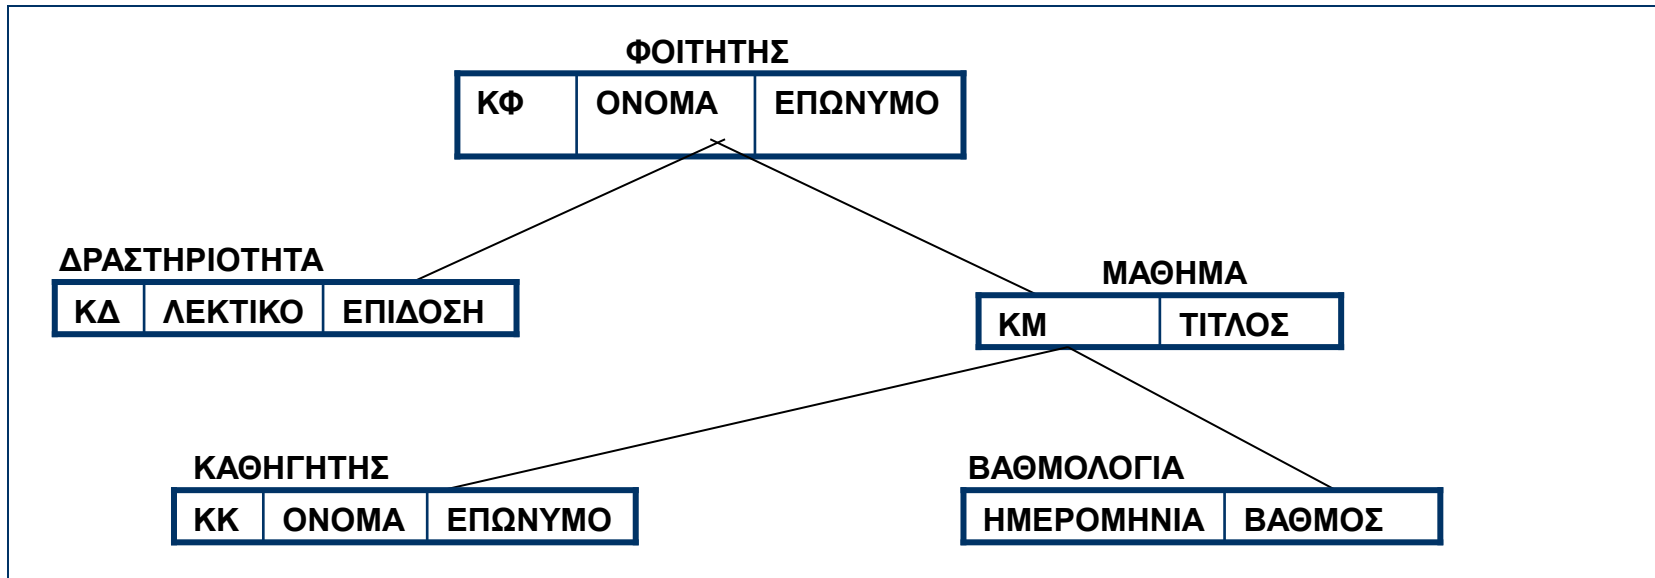 ΦΟΙΤΗΤΗΣ
ΚΦ ΟΝΟΜΑ ΕΠΩΝΥΜΟ
ΔΡΑΣΤΗΡΙΟΤΗΤΑ
ΚΔ ΛΕΚΤΙΚΟ ΕΠΙΔΟΣΗ
ΜΑΘΗΜΑ
ΚΜ ΤΙΤΛΟΣ
ΚΑΘΗΓΗΤΗΣ
ΚΚ ΟΝΟΜΑ ΕΠΩΝΥΜΟ
ΒΑΘΜΟΛΟΓΙΑ
ΗΜΕΡΟΜΗΝΙΑ ΒΑΘΜΟΣ